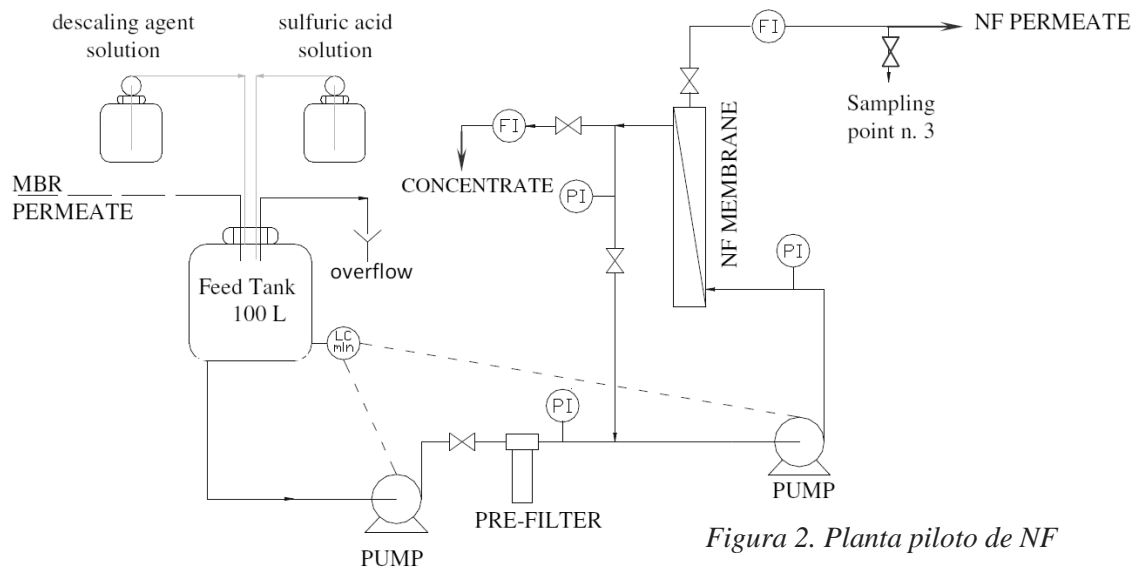 descaling agent
solution
sulfuric acid
solution
FI
NF PERMEATE
Sampling
point n. 3
FI
CONCENTRATE
MBR
PERMEATE
PI
NF MEMBRANE
PI
overflow
Feed Tank
100 L
LC
min
PI
PUMP
PRE-FILTER
PUMP
Figura 2. Planta piloto de NF